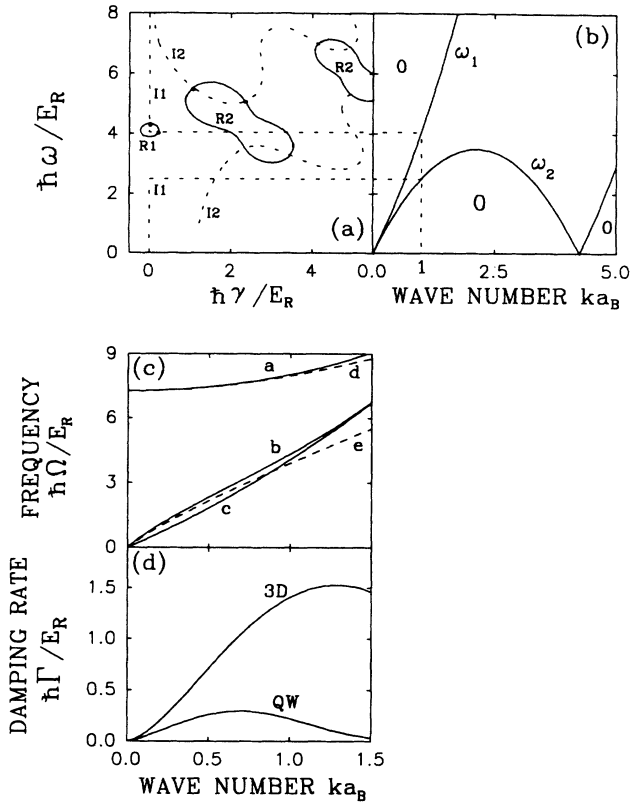 8
6
4
2
0
ħω/E_R
I2
I1
R1
R2
R2
I1
I2
(a)
0
2
4
ħγ/E_R
(b)
0
ω₁
ω₂
0
0
0.0
1
2.5
5.0
WAVE NUMBER ka_B
(c)
9
6
3
0
FREQUENCY
ħΩ/E_R
a
d
b
e
c
(d)
1.5
1.0
0.5
0.0
DAMPING RATE
ħΓ/E_R
3D
QW
0.0
0.5
1.0
1.5
WAVE NUMBER ka_B